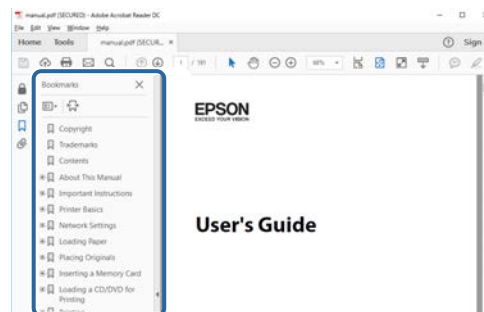 manual.pdf (SECURED) - Adobe Acrobat Reader DC
File Edit View Window Help
Home Tools manual.pdf (SECUR... ×
Sign
1 /
Bookmarks ×
Copyright
Trademarks
Contents
About This Manual
Important Instructions
Printer Basics
Network Settings
Loading Paper
Placing Originals
Inserting a Memory Card
Loading a CD/DVD for
Printing
Printing
EPSON
EXCEED YOUR VISION
User's Guide